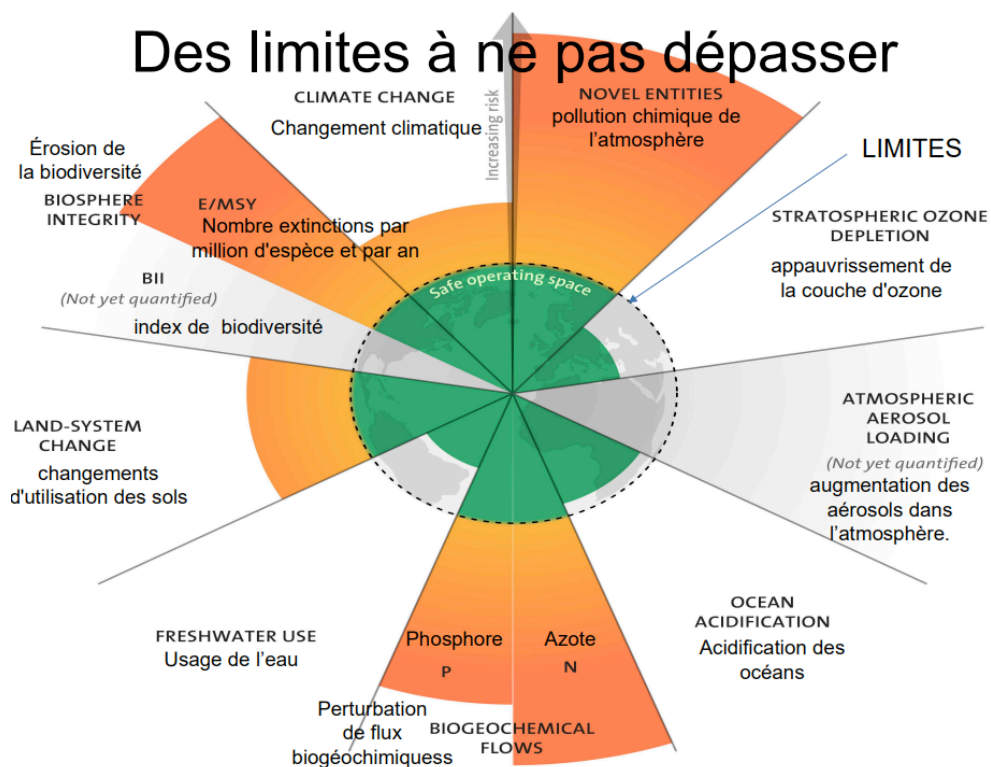 Des limites à ne pas dépasser
CLIMATE CHANGE
Changement climatique
Increasing risk
NOVEL ENTITIES
pollution chimique de
l'atmosphère
LIMITES
Érosion de
la biodiversité
BIOSPHERE
INTEGRITY
E/MSY
Nombre extinctions par
million d'espèce et par an
STRATOSPHERIC OZONE
DEPLETION
appauvrissement de
la couche d'ozone
BII
(Not yet quantified)
index de biodiversité
Safe operating space
LAND-SYSTEM
CHANGE
changements
d'utilisation des sols
ATMOSPHERIC
AEROSOL
LOADING
(Not yet quantified)
augmentation des
aérosols dans
l'atmosphère.
FRESHWATER USE
Usage de l'eau
Phosphore
P
Azote
N
OCEAN
ACIDIFICATION
Acidification des
océans
Perturbation
de flux
biogéochimiquess
BIOGEOCHEMICAL
FLOWS